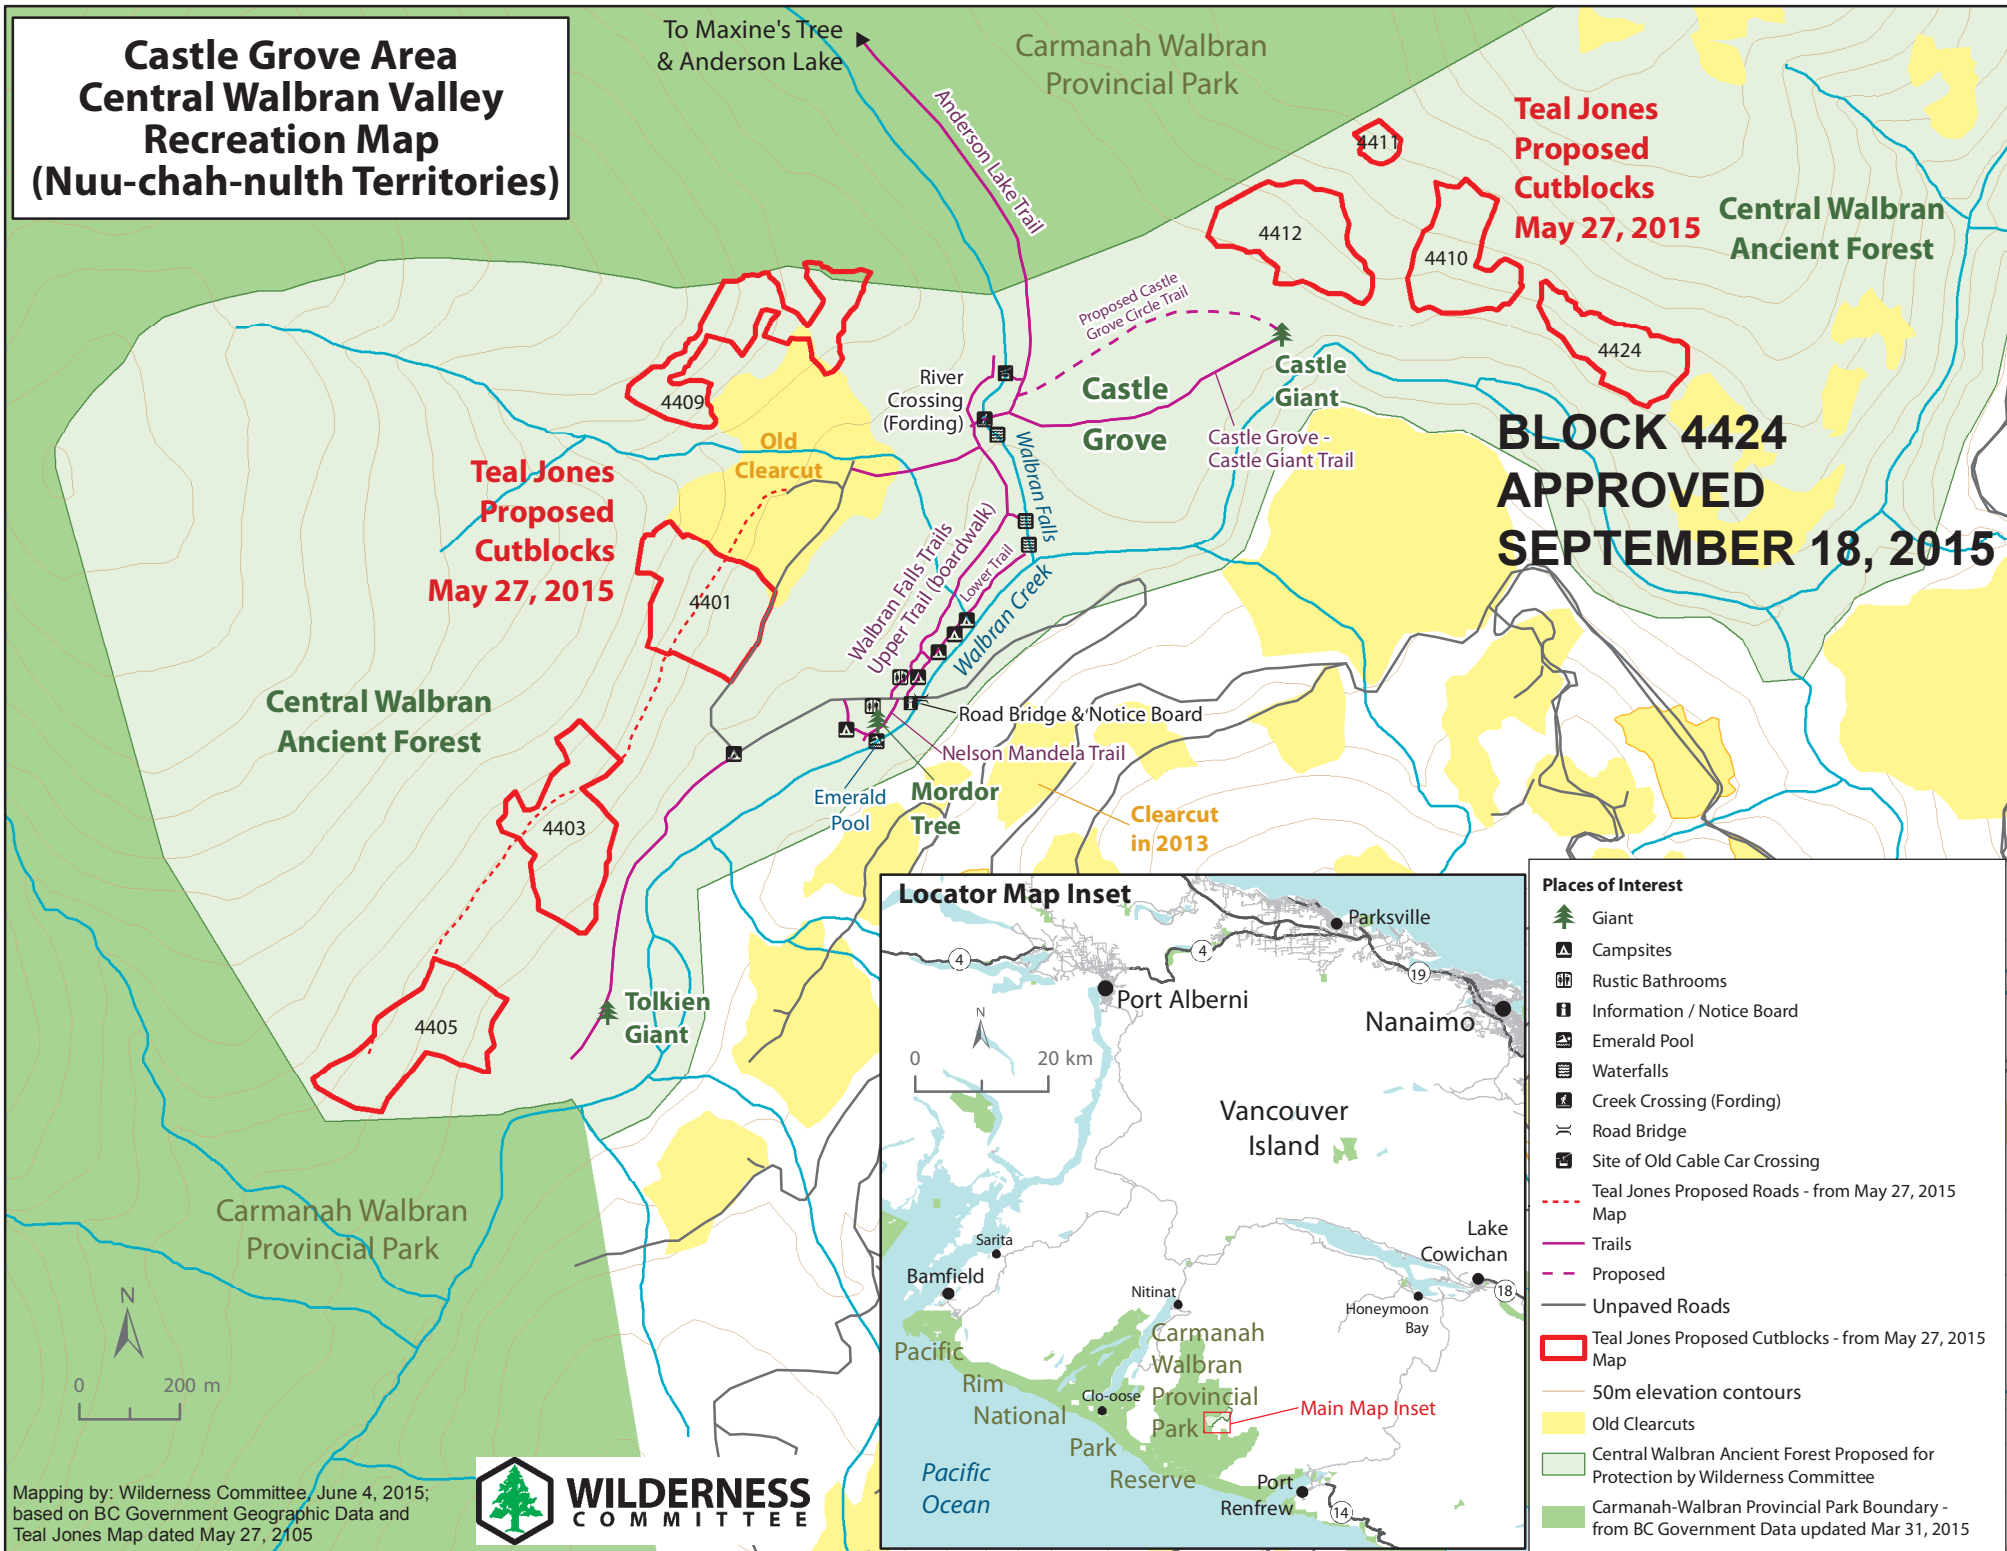 Castle Grove Area
Central Walbran Valley
Recreation Map
(Nuu-chah-nulth Territories)
To Maxine's Tree
& Anderson Lake
Carmanah Walbran
Provincial Park
Anderson Lake Trail
Teal Jones
Proposed
Cutblocks
May 27, 2015
Central Walbran
Ancient Forest
4411
4412
4410
4424
Proposed Castle
Grove Circle Trail
Castle
Giant
Castle
Grove
Castle Grove -
Castle Giant Trail
River
Crossing
(Fording)
4409
Old
Clearcut
Teal Jones
Proposed
Cutblocks
May 27, 2015
BLOCK 4424
APPROVED
SEPTEMBER 18, 2015
Walbran Falls
Walbran Falls Trails
Upper Trail (boardwalk)
Lower Trail
Walbran Creek
4401
Central Walbran
Ancient Forest
Road Bridge & Notice Board
Nelson Mandela Trail
Emerald
Pool
Mordor
Tree
Clearcut
in 2013
4403
4405
Tolkien
Giant
Carmanah Walbran
Provincial Park
N
0 200 m
Mapping by: Wilderness Committee, June 4, 2015;
based on BC Government Geographic Data and
Teal Jones Map dated May 27, 2105
WILDERNESS
COMMITTEE
Locator Map Inset
Parksville
4
4
19
Port Alberni
Nanaimo
N
0 20 km
Vancouver
Island
Sarita
Bamfield
Lake
Cowichan
18
Nitinat
Honeymoon
Bay
Carmanah
Walbran
Provincial
Park
Pacific
Rim
National
Park
Reserve
Clo-oose
Main Map Inset
Pacific
Ocean
Port
Renfrew
14
Places of Interest
Giant
Campsites
Rustic Bathrooms
Information / Notice Board
Emerald Pool
Waterfalls
Creek Crossing (Fording)
Road Bridge
Site of Old Cable Car Crossing
Teal Jones Proposed Roads - from May 27, 2015
Map
Trails
Proposed
Unpaved Roads
Teal Jones Proposed Cutblocks - from May 27, 2015
Map
50m elevation contours
Old Clearcuts
Central Walbran Ancient Forest Proposed for
Protection by Wilderness Committee
Carmanah-Walbran Provincial Park Boundary -
from BC Government Data updated Mar 31, 2015